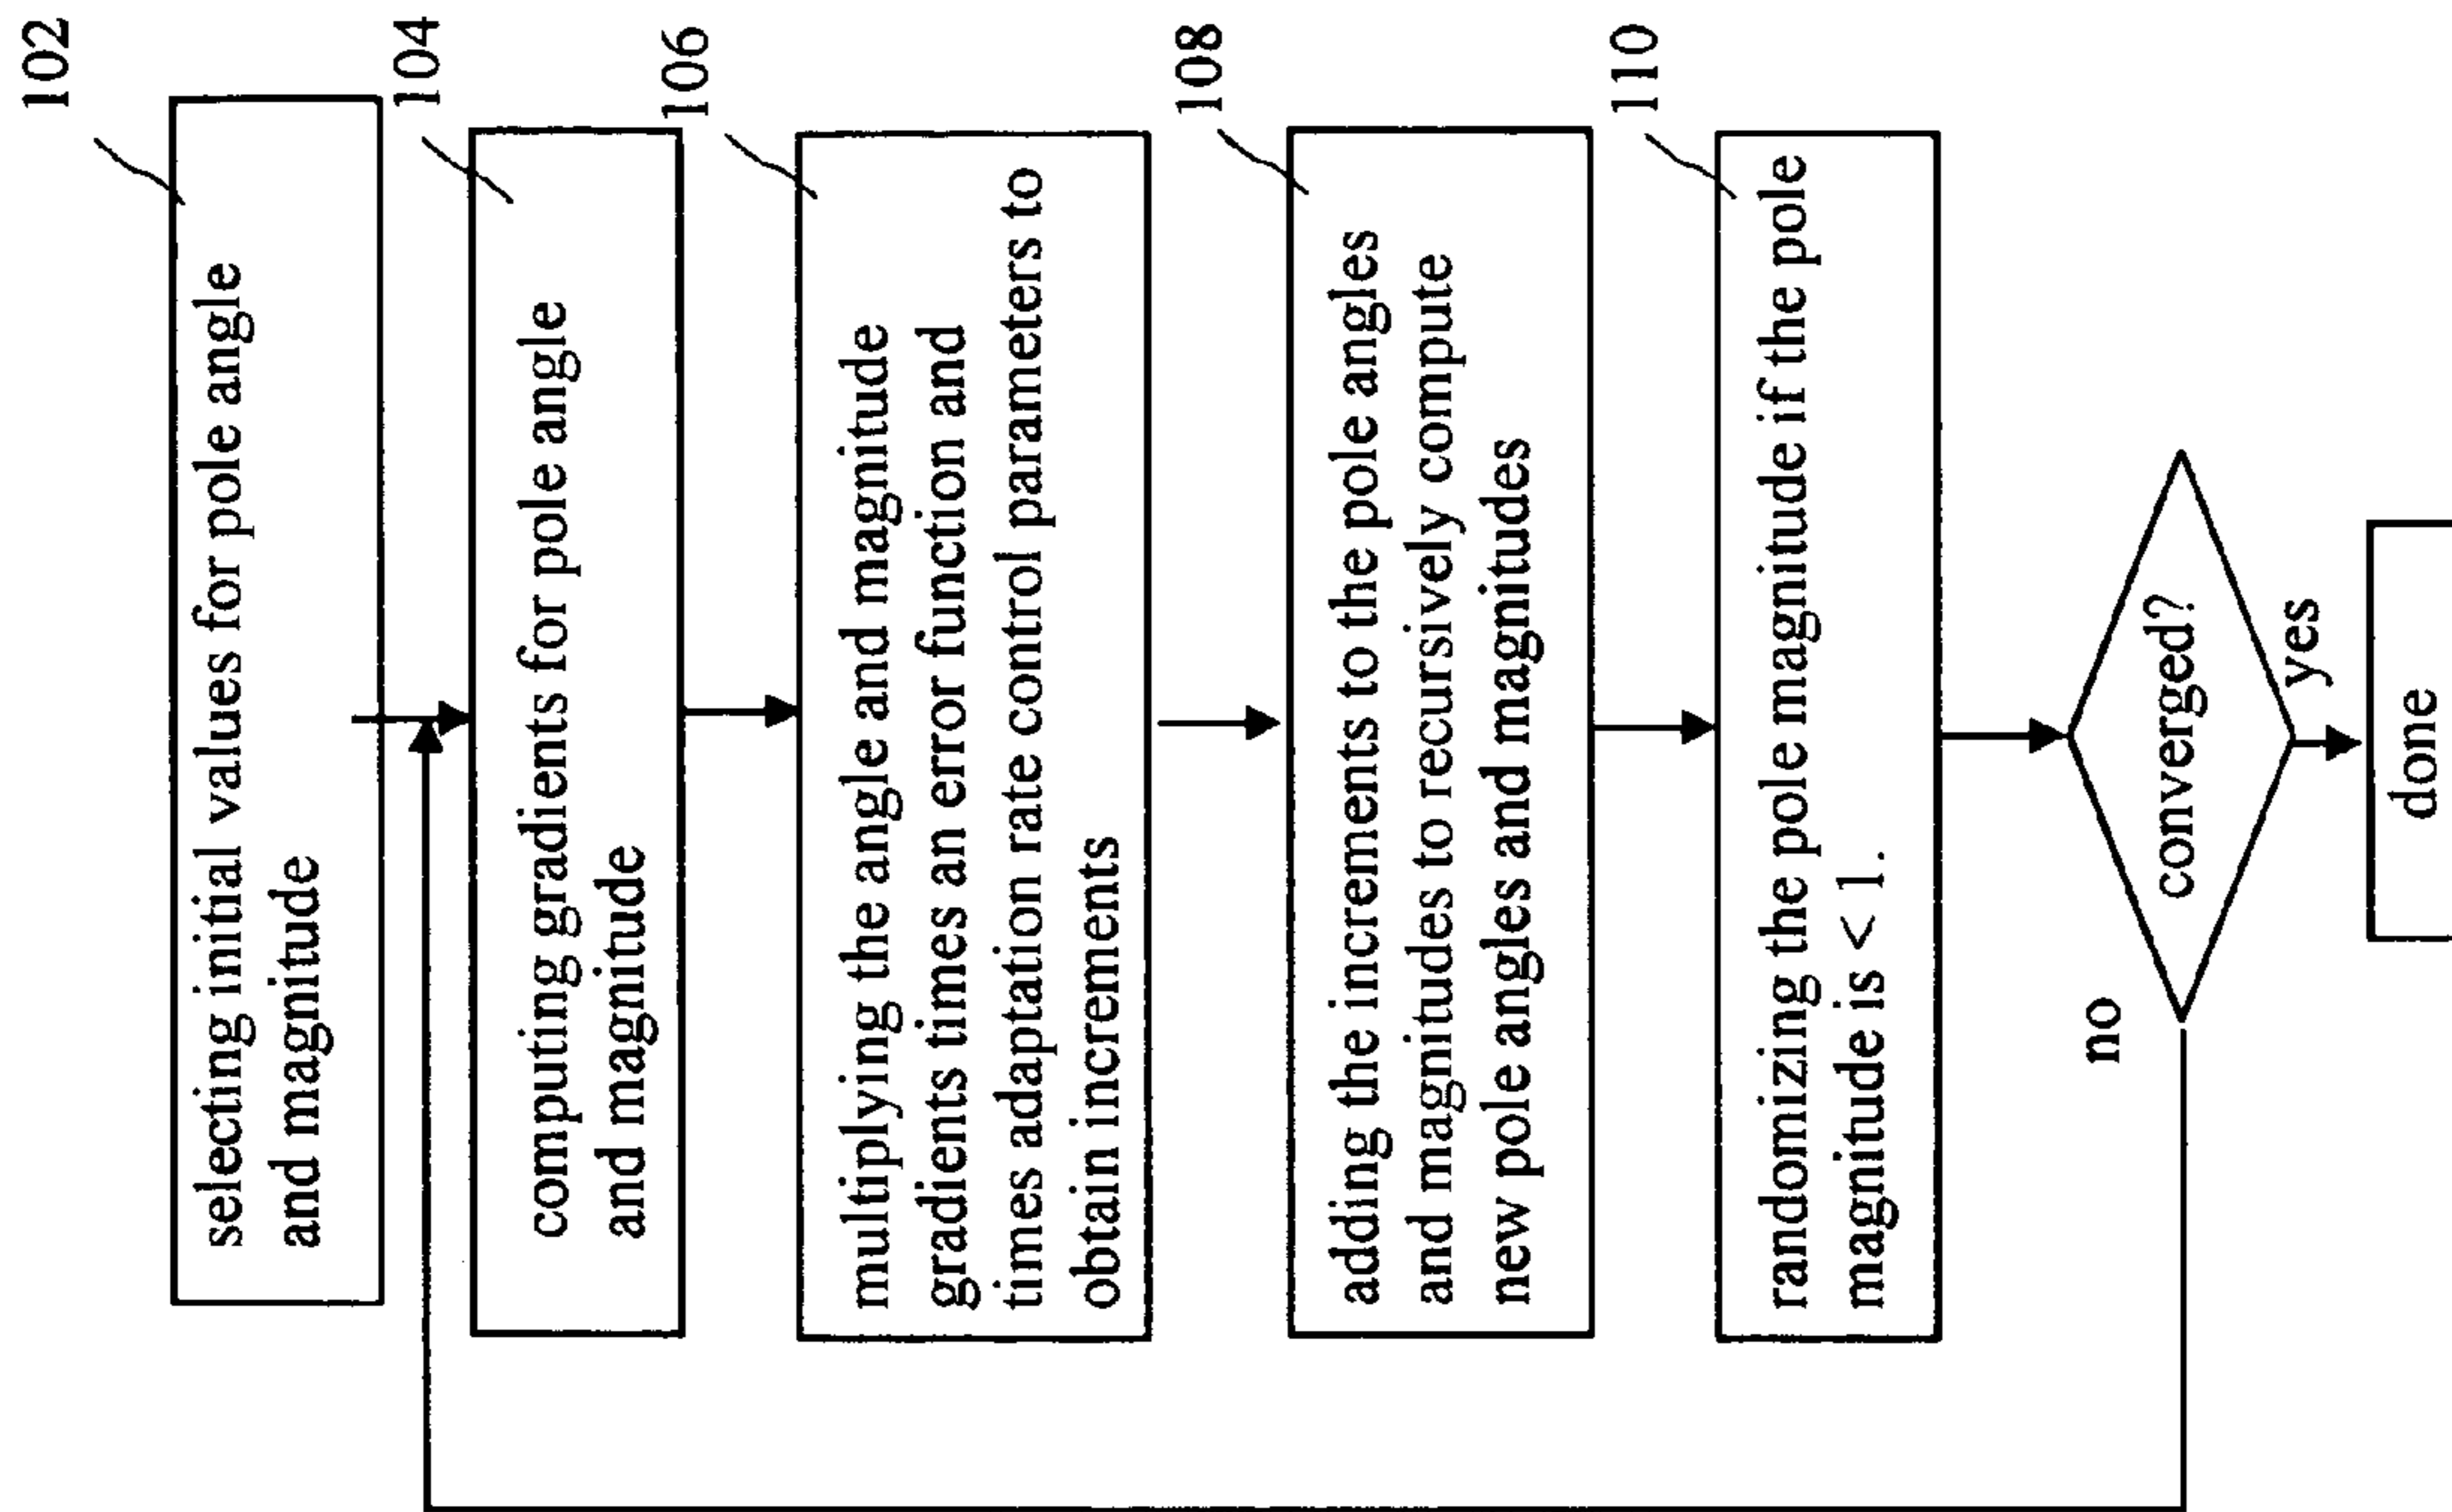 102
selecting initial values for pole angle
and magnitude
104
computing gradients for pole angle
and magnitude
106
multiplying the angle and magnitude
gradients times an error function and
times adaptation rate control parameters to
obtain increments
108
adding the increments to the pole angles
and magnitudes to recursively compute
new pole angles and magnitudes
110
randomizing the pole magnitude if the pole
magnitude is < 1.
no
converged?
yes
done